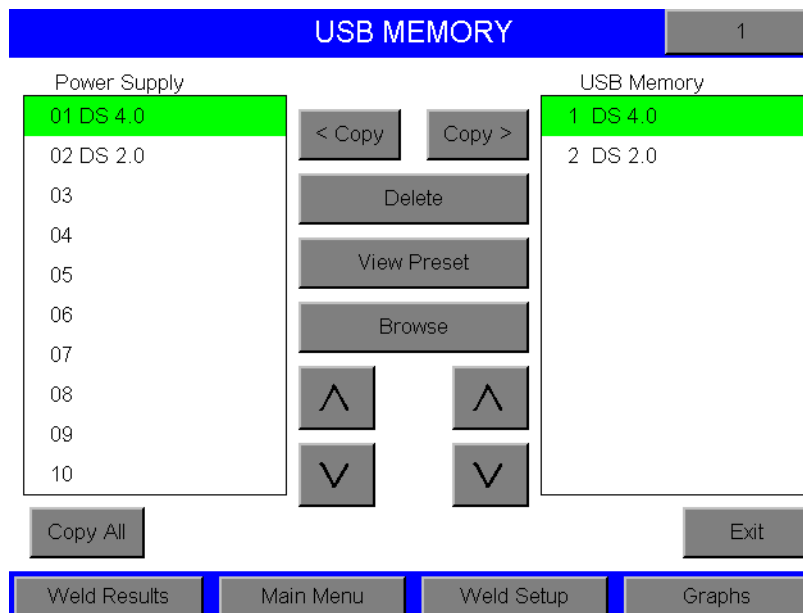 USB MEMORY
1
Power Supply
USB Memory
01 DS 4.0
02 DS 2.0
03
04
05
06
07
08
09
10
< Copy
Copy >
Delete
View Preset
Browse
Λ
Λ
V
V
1 DS 4.0
2 DS 2.0
Copy All
Exit
Weld Results
Main Menu
Weld Setup
Graphs